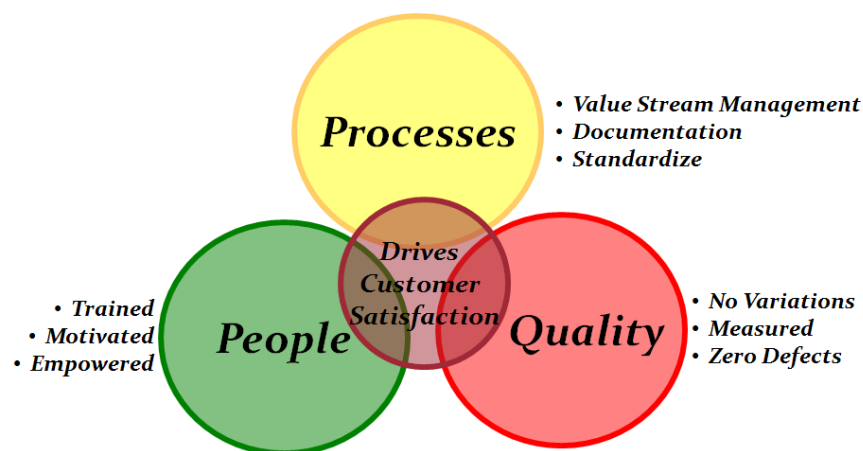 Processes
• Value Stream Management
• Documentation
• Standardize
Drives
Customer
Satisfaction
• Trained
• Motivated
• Empowered
People
Quality
• No Variations
• Measured
• Zero Defects